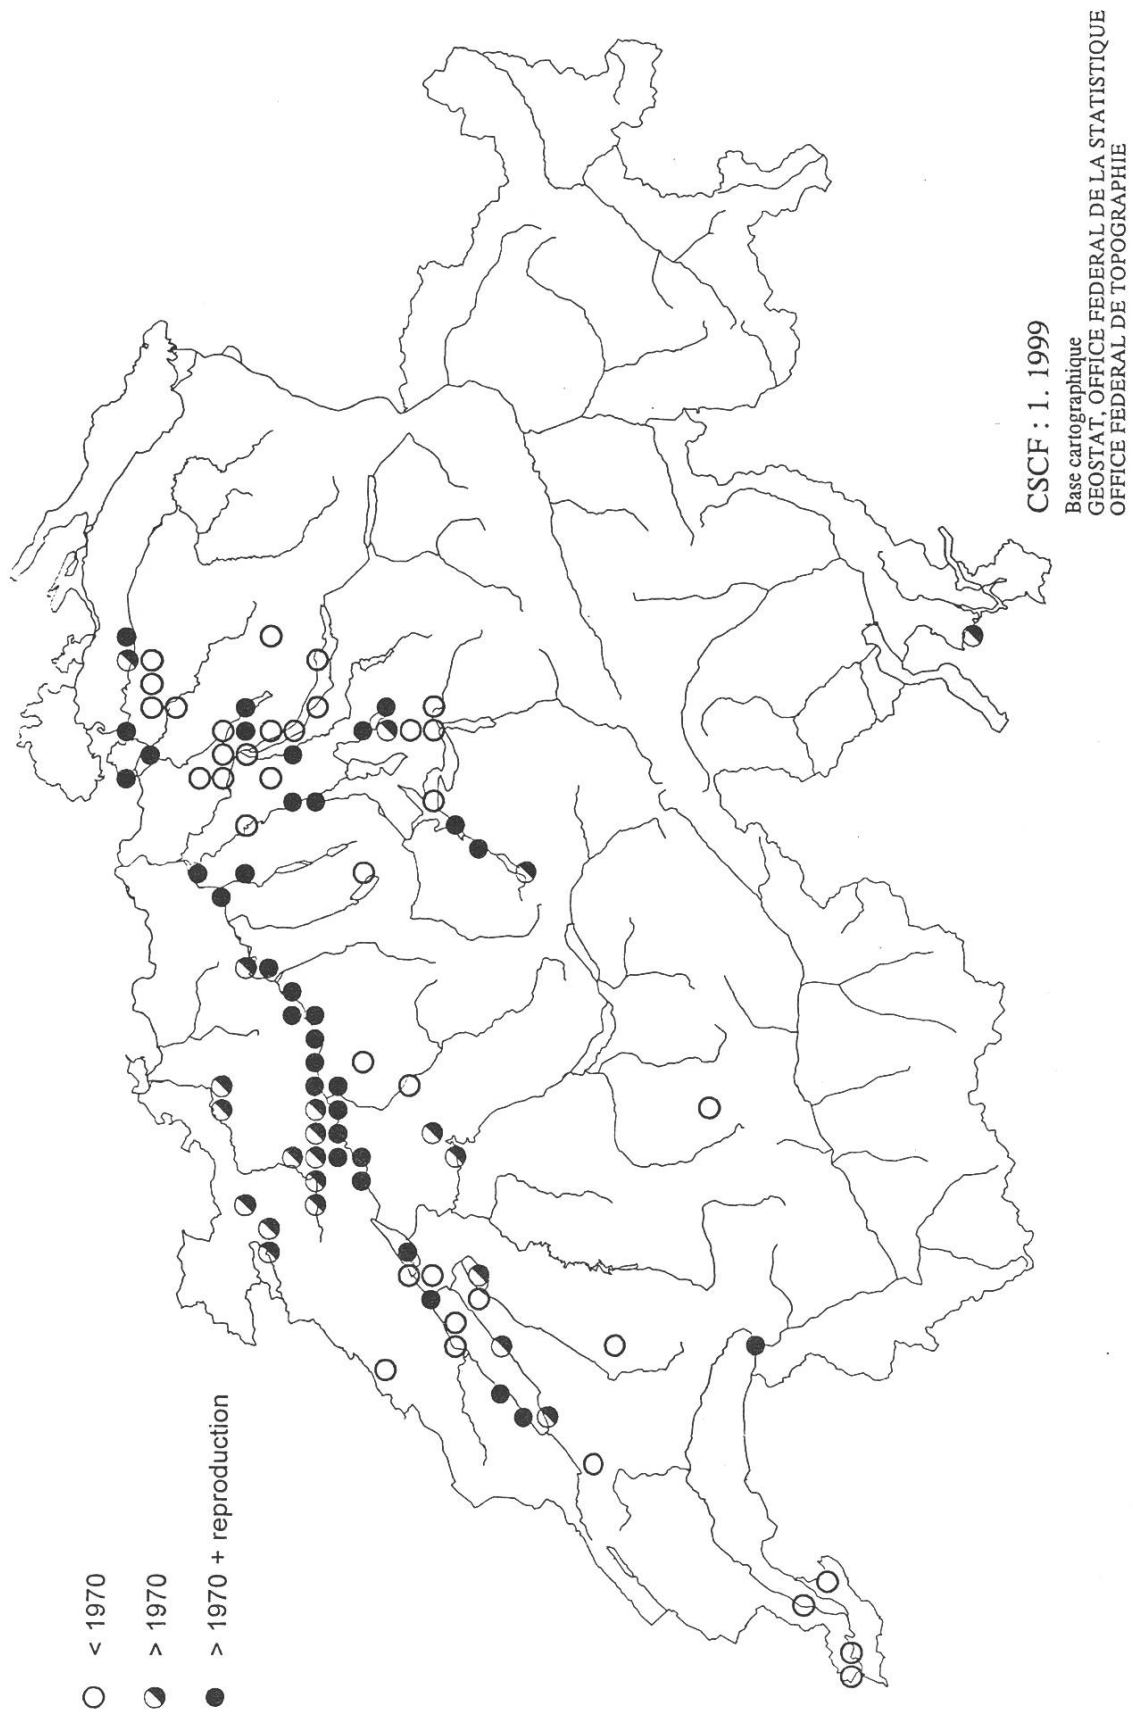 < 1970
> 1970
> 1970 + reproduction
CSCF : 1. 1999
Base cartographique
GEOSTAT, OFFICE FEDERAL DE LA STATISTIQUE
OFFICE FEDERAL DE TOPOGRAPHIE